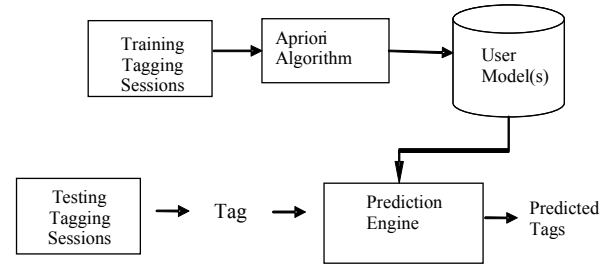 Training
Tagging
Sessions
Apriori
Algorithm
User
Model(s)
Testing
Tagging
Sessions
Tag
Prediction
Engine
Predicted
Tags